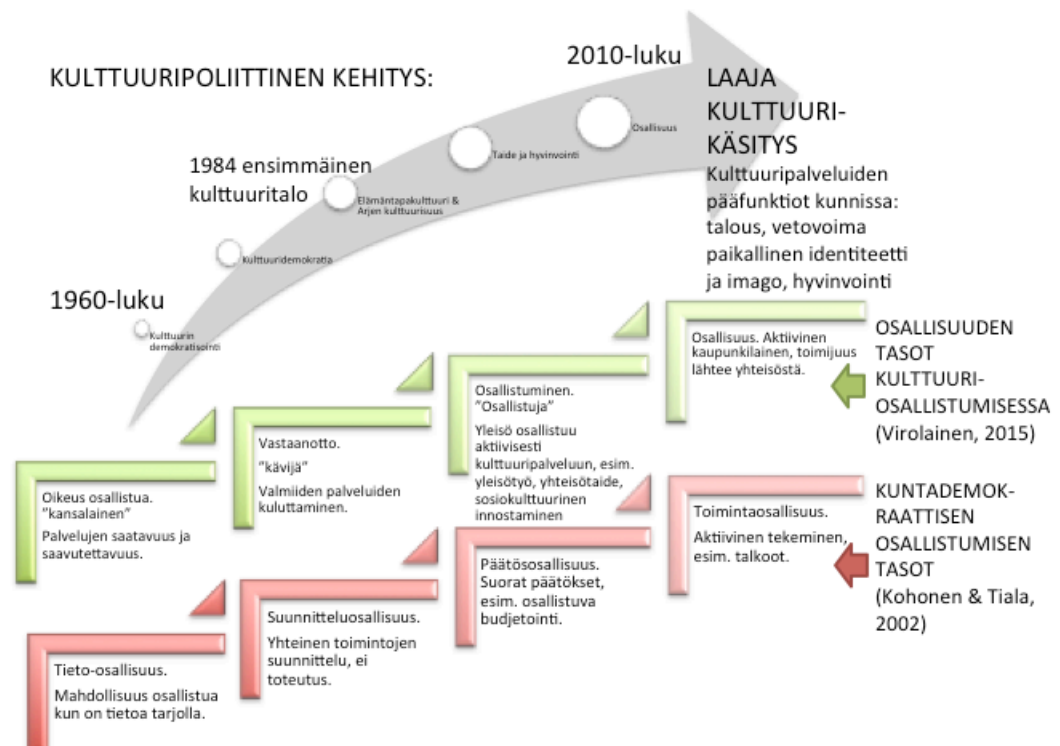 KULTTUURIPOLIITTINEN KEHITYS:
2010-luku
LAAJA
KULTTUURI-
KÄSITYS
Kulttuuripalveluiden
pääfunktiot kunnissa:
talous, vetovoima
paikallinen identiteetti
ja imago, hyvinvointi
Osallisuus
Taide ja hyvinvointi
1984 ensimmäinen
kulttuuritalo
Elämäntapakulttuuri &
Arjen kulttuurisuus
Kulttuuridemokratia
1960-luku
Kulttuurin
demokratisointi
Oikeus osallistua.
"kansalainen"
Palvelujen saatavuus ja
saavutettavuus.
Vastaanotto.
"kävijä"
Valmiiden palveluiden
kuluttaminen.
Osallistuminen.
"Osallistuja"
Yleisö osallistuu
aktiivisesti
kulttuuripalveluun, esim.
yleisötyö, yhteisötaide,
sosiokulttuurinen
innostaminen
Osallisuus. Aktiivinen
kaupunkilainen, toimijuus
lähtee yhteisöstä.
OSALLISUUDEN
TASOT
KULTTUURI-
OSALLISTUMISESSA
(Virolainen, 2015)
Tieto-osallisuus.
Mahdollisuus osallistua
kun on tietoa tarjolla.
Suunnitteluosallisuus.
Yhteinen toimintojen
suunnittelu, ei
toteutus.
Päätösosallisuus.
Suorat päätökset,
esim. osallistuva
budjetointi.
Toimintaosallisuus.
Aktiivinen tekeminen,
esim. talkoot.
KUNTADEMOK-
RAATTISEN
OSALLISTUMISEN
TASOT
(Kohonen & Tiala,
2002)